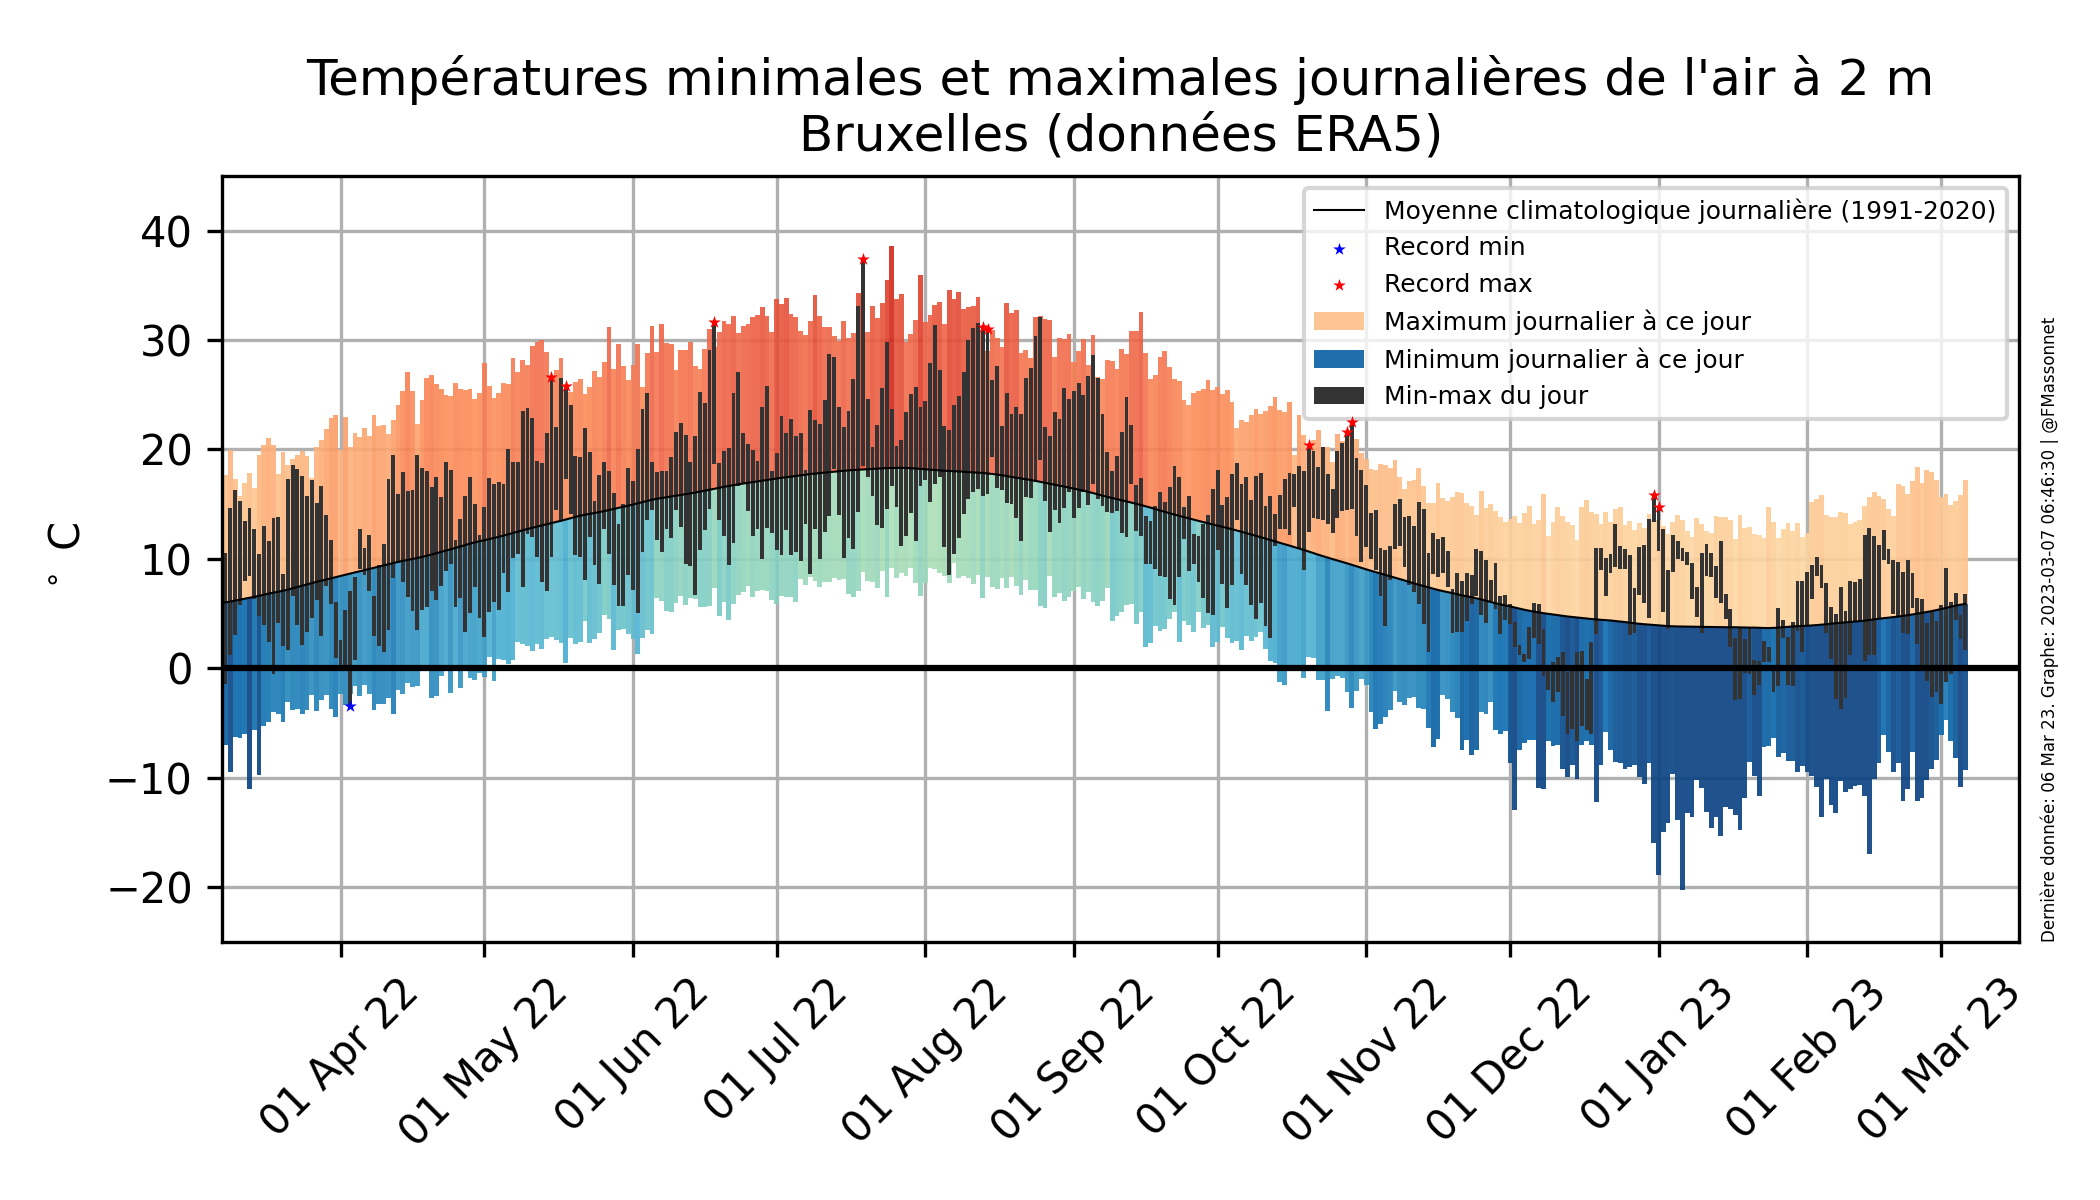 Températures minimales et maximales journalières de l'air à 2 m
Bruxelles (données ERA5)
Moyenne climatologique journalière (1991-2020)
Record min
Record max
Maximum journalier à ce jour
Minimum journalier à ce jour
Min-max du jour
40
30
20
10
0
−10
−20
° C
01 Apr 22
01 May 22
01 Jun 22
01 Jul 22
01 Aug 22
01 Sep 22
01 Oct 22
01 Nov 22
01 Dec 22
01 Jan 23
01 Feb 23
01 Mar 23
Dernière donnée: 06 Mar 23. Graphe: 2023-03-07 06:46:30 | @FMassonnet